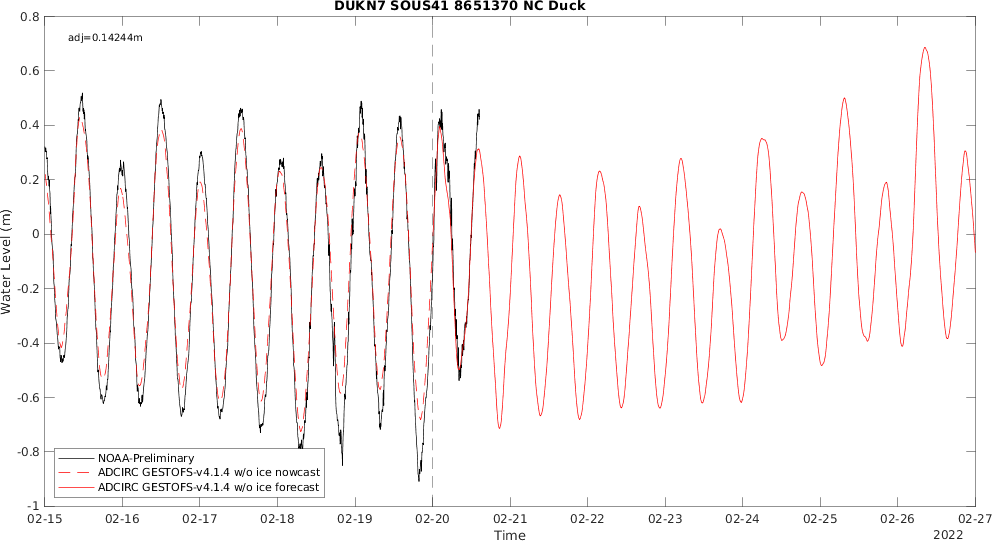 DUKN7 SOUS41 8651370 NC Duck
adj=0.14244m
0.8
0.6
0.4
0.2
0
-0.2
-0.4
-0.6
-0.8
-1
Water Level (m)
NOAA-Preliminary
ADCIRC GESTOFS-v4.1.4 w/o ice nowcast
ADCIRC GESTOFS-v4.1.4 w/o ice forecast
02-15 02-16 02-17 02-18 02-19 02-20 02-21 02-22 02-23 02-24 02-25 02-26 02-27
Time
2022